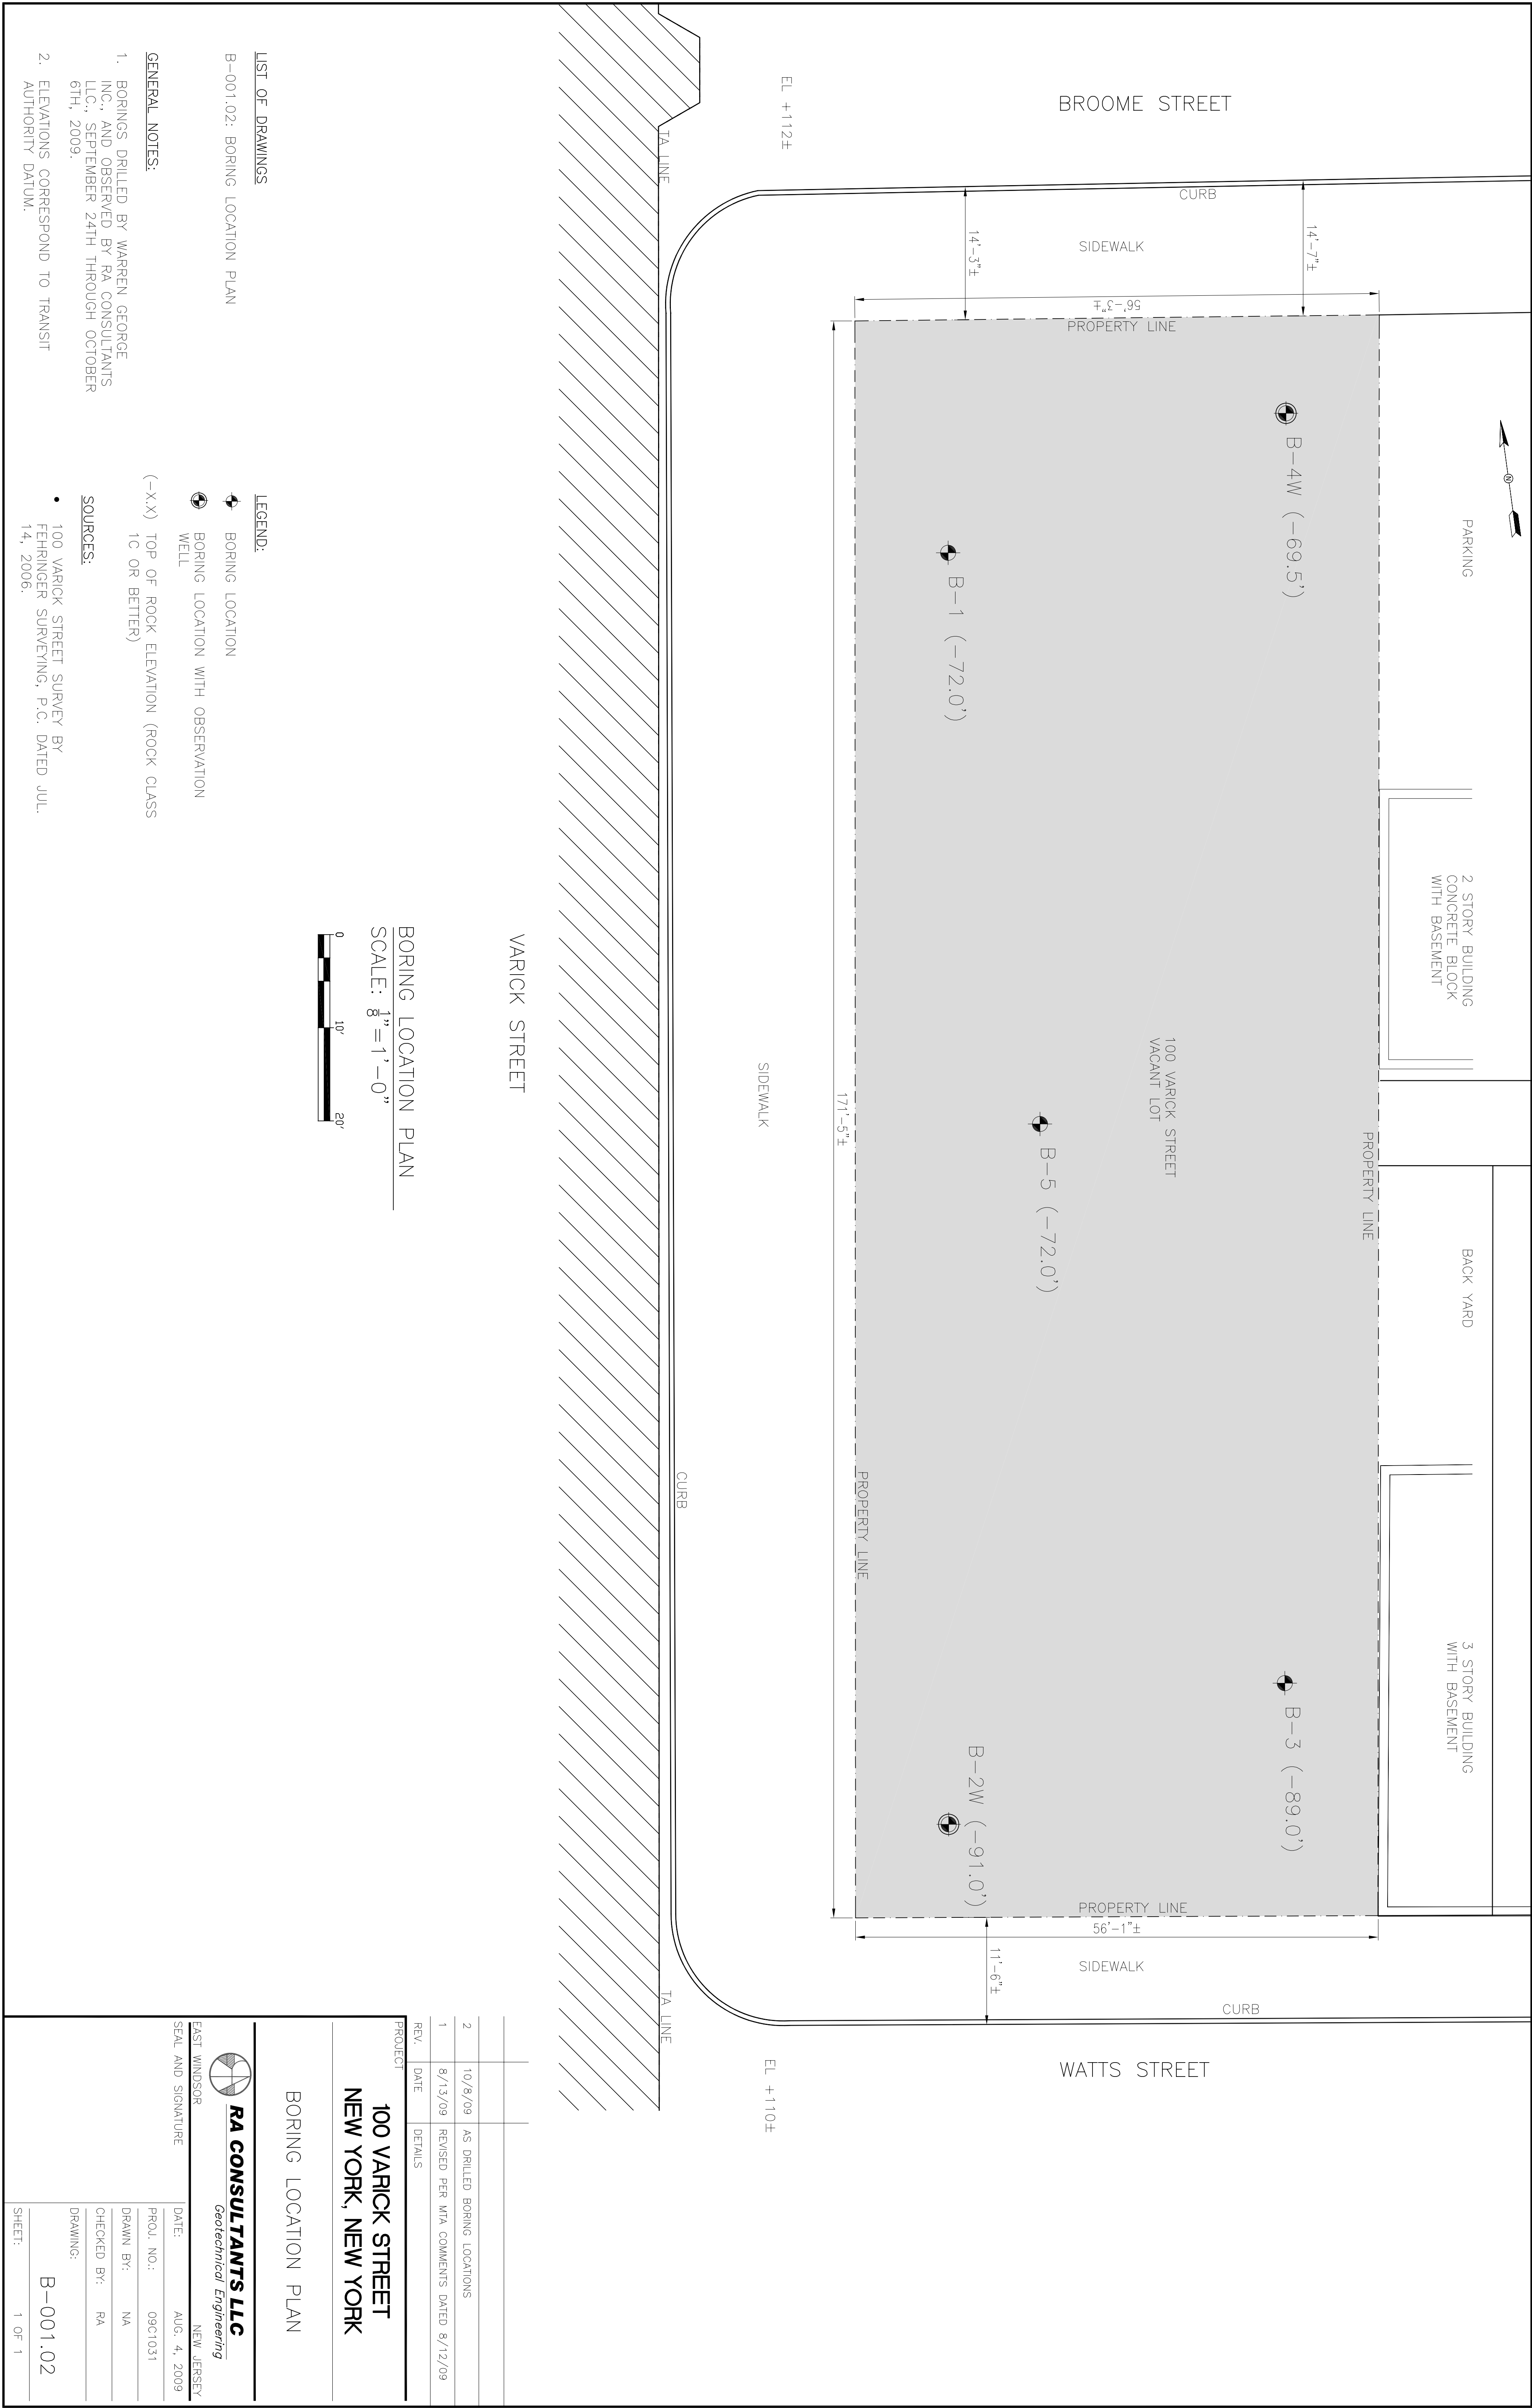 BROOME STREET
EL +112±
TA LINE
CURB
SIDEWALK
14'-3"±
14'-7"±
56'-3"±
PROPERTY LINE
N
PARKING
B-4W (-69.5')
B-1 (-72.0')
2 STORY BUILDING
CONCRETE BLOCK
WITH BASEMENT
100 VARICK STREET
VACANT LOT
PROPERTY LINE
B-5 (-72.0')
BACK YARD
171'-5"±
SIDEWALK
PROPERTY LINE
CURB
3 STORY BUILDING
WITH BASEMENT
B-3 (-89.0')
B-2W (-91.0')
PROPERTY LINE
56'-1"±
11'-6"±
SIDEWALK
CURB
TA LINE
WATTS STREET
EL +110±
VARICK STREET
BORING LOCATION PLAN
SCALE: 1/8"=1'-0"
0 10' 20'
LIST OF DRAWINGS
B-001.02: BORING LOCATION PLAN
GENERAL NOTES:
1. BORINGS DRILLED BY WARREN GEORGE
INC., AND OBSERVED BY RA CONSULTANTS
LLC., SEPTEMBER 24TH THROUGH OCTOBER
6TH, 2009.
2. ELEVATIONS CORRESPOND TO TRANSIT
AUTHORITY DATUM.
LEGEND:
BORING LOCATION
BORING LOCATION WITH OBSERVATION
WELL
(-X.X) TOP OF ROCK ELEVATION (ROCK CLASS
1C OR BETTER)
SOURCES:
• 100 VARICK STREET SURVEY BY
FEHRINGER SURVEYING, P.C. DATED JUL.
14, 2006.
2 10/8/09 AS DRILLED BORING LOCATIONS
1 8/13/09 REVISED PER MTA COMMENTS DATED 8/12/09
REV. DATE DETAILS
PROJECT
100 VARICK STREET
NEW YORK, NEW YORK
BORING LOCATION PLAN
RA CONSULTANTS LLC
Geotechnical Engineering
EAST WINDSOR NEW JERSEY
SEAL AND SIGNATURE
DATE: AUG. 4, 2009
PROJ. NO.: 09C1031
DRAWN BY: NA
CHECKED BY: RA
DRAWING:
B-001.02
SHEET: 1 OF 1